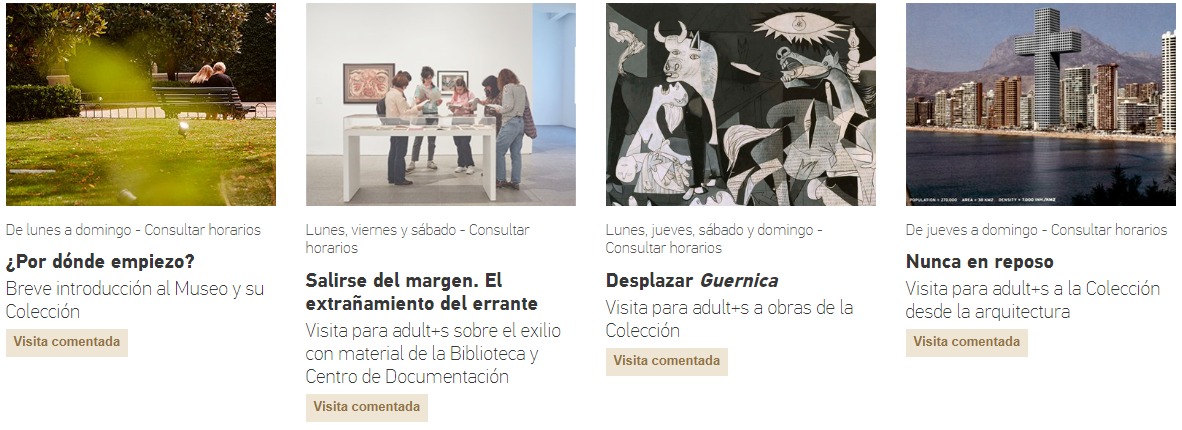 De lunes a domingo - Consultar horarios
¿Por dónde empiezo?
Breve introducción al Museo y su
Colección
Visita comentada
Lunes, viernes y sábado - Consultar
horarios
Salirse del margen. El
extrañamiento del errante
Visita para adult+s sobre el exilio
con material de la Biblioteca y
Centro de Documentación
Visita comentada
Lunes, jueves, sábado y domingo -
Consultar horarios
Desplazar Guernica
Visita para adult+s a obras de la
Colección
Visita comentada
POPULATION = 270.000 AREA = 38 KM2 DENSITY = 7.000 INH./KM2
De jueves a domingo - Consultar horarios
Nunca en reposo
Visita para adult+s a la Colección
desde la arquitectura
Visita comentada